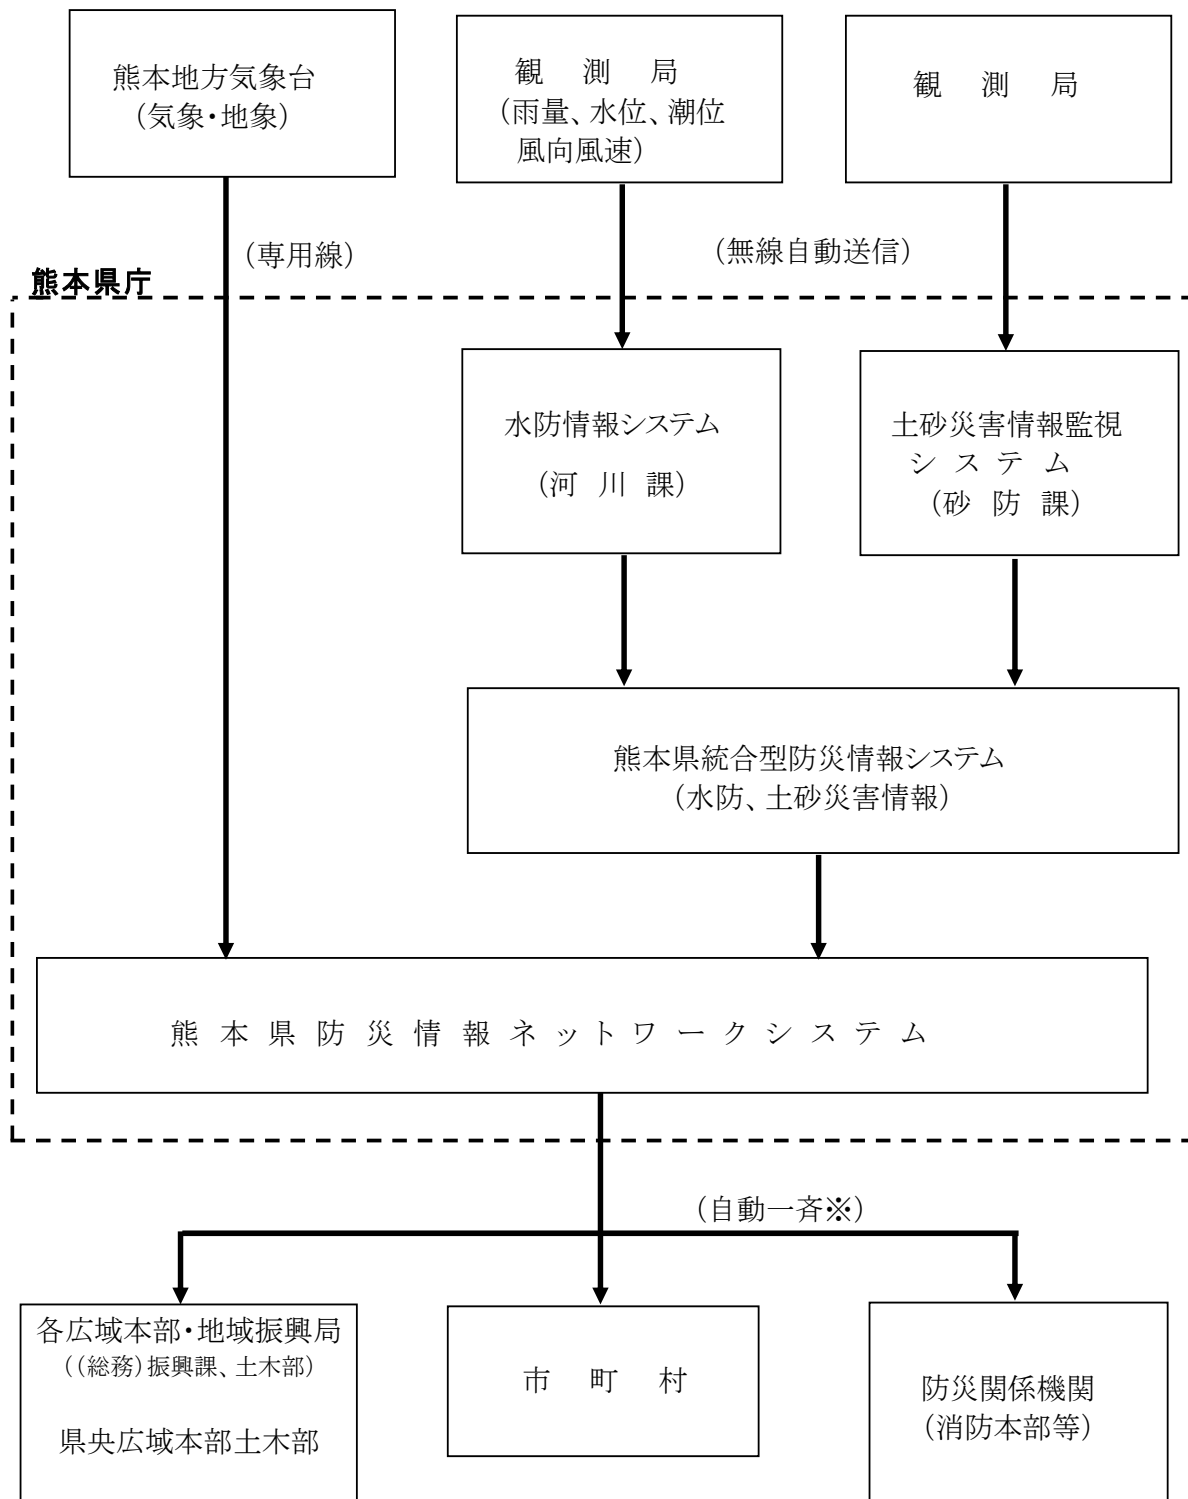 熊本地方気象台
(気象・地象)
観 測 局
(雨量、水位、潮位
風向風速)
観 測 局
(専用線)
(無線自動送信)
熊本県庁
水防情報システム
(河 川 課)
土砂災害情報監視
シ ス テ ム
(砂 防 課)
熊本県統合型防災情報システム
(水防、土砂災害情報)
熊 本 県 防 災 情 報 ネ ッ ト ワ ー ク シ ス テ ム
(自動一斉※)
各広域本部・地域振興局
((総務)振興課、土木部)
県央広域本部土木部
市 町 村
防災関係機関
(消防本部等)